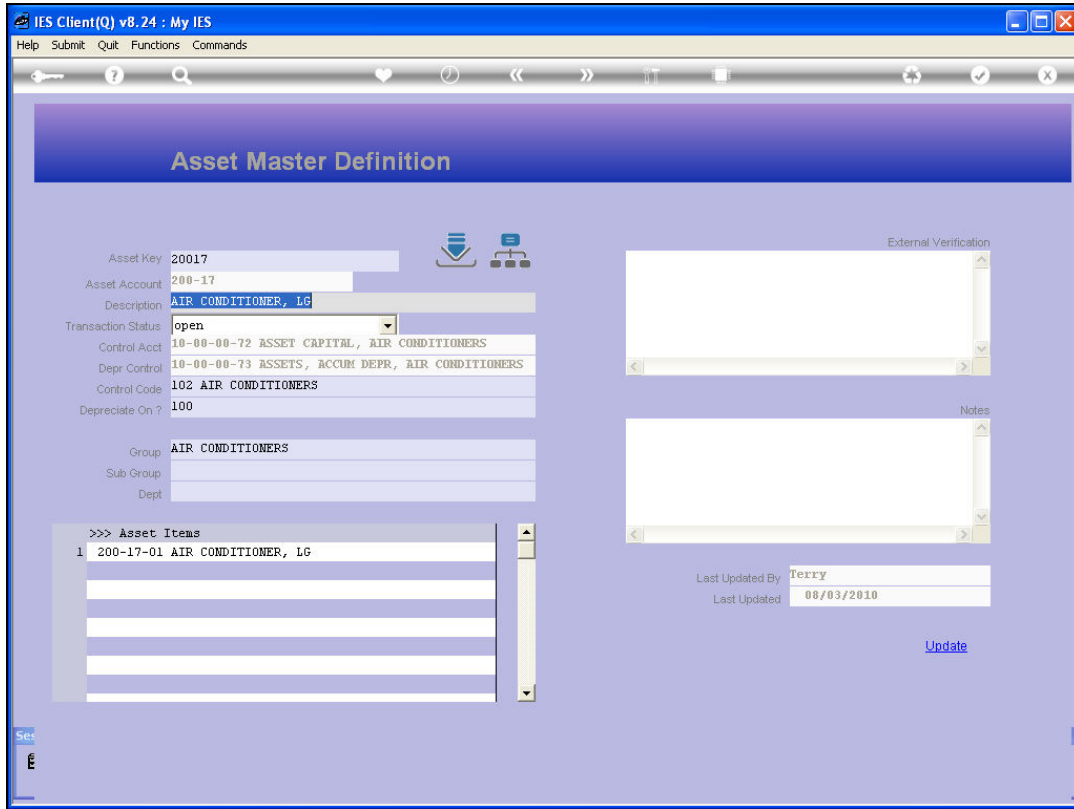 IES Client(Q) v8.24 : My IES
Help Submit Quit Functions Commands
Asset Master Definition
Asset Key 20017
Asset Account 200-17
Description AIR CONDITIONER, LG
Transaction Status open
Control Acct 10-00-00-72 ASSET CAPITAL, AIR CONDITIONERS
Depr Control 10-00-00-73 ASSETS, ACCUM DEPR, AIR CONDITIONERS
Control Code 102 AIR CONDITIONERS
Depreciate On ? 100
Group AIR CONDITIONERS
Sub Group
Dept
>>> Asset Items
1 200-17-01 AIR CONDITIONER, LG
External Verification
Notes
Last Updated By Terry
Last Updated 08/03/2010
Update
Ses